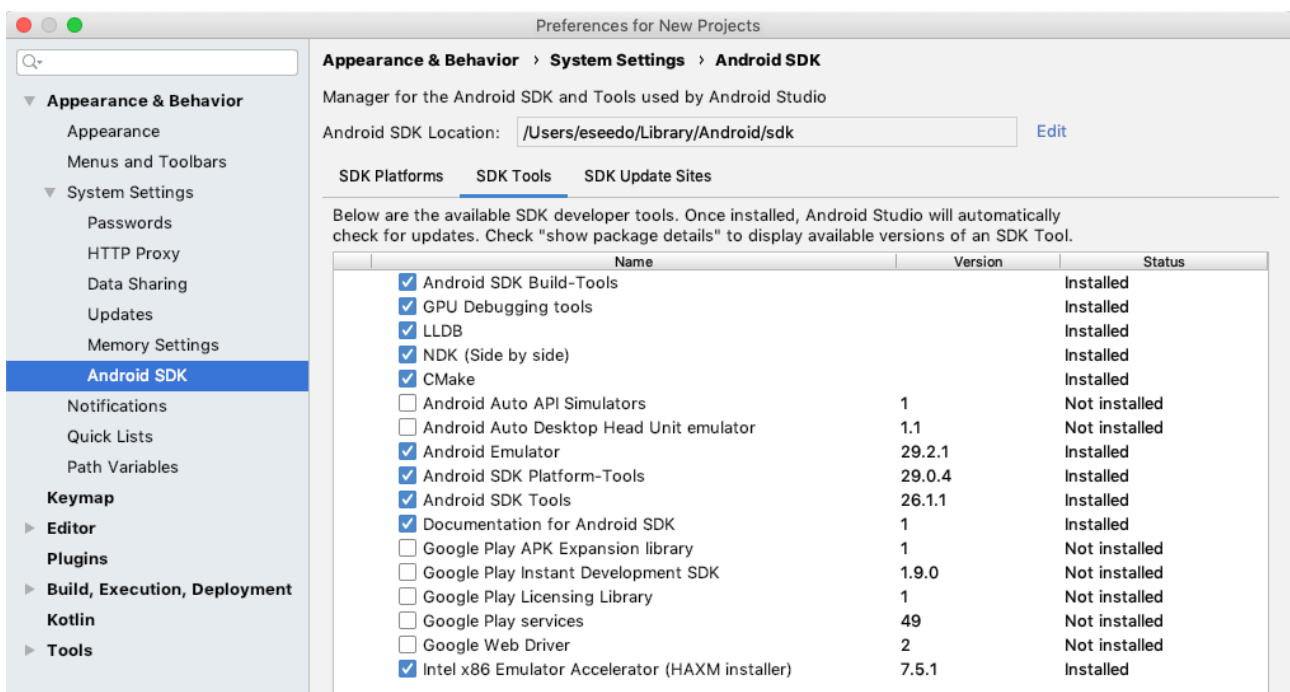 Preferences for New Projects
Appearance & Behavior
Appearance
Menus and Toolbars
System Settings
Passwords
HTTP Proxy
Data Sharing
Updates
Memory Settings
Android SDK
Notifications
Quick Lists
Path Variables
Keymap
Editor
Plugins
Build, Execution, Deployment
Kotlin
Tools
Appearance & Behavior › System Settings › Android SDK
Manager for the Android SDK and Tools used by Android Studio
Android SDK Location: /Users/eseedo/Library/Android/sdk Edit
SDK Platforms SDK Tools SDK Update Sites
Below are the available SDK developer tools. Once installed, Android Studio will automatically
check for updates. Check "show package details" to display available versions of an SDK Tool.
Name Version Status
Android SDK Build-Tools Installed
GPU Debugging tools Installed
LLDB Installed
NDK (Side by side) Installed
CMake Installed
Android Auto API Simulators 1 Not installed
Android Auto Desktop Head Unit emulator 1.1 Not installed
Android Emulator 29.2.1 Installed
Android SDK Platform-Tools 29.0.4 Installed
Android SDK Tools 26.1.1 Installed
Documentation for Android SDK 1 Installed
Google Play APK Expansion library 1 Not installed
Google Play Instant Development SDK 1.9.0 Not installed
Google Play Licensing Library 1 Not installed
Google Play services 49 Not installed
Google Web Driver 2 Not installed
Intel x86 Emulator Accelerator (HAXM installer) 7.5.1 Installed